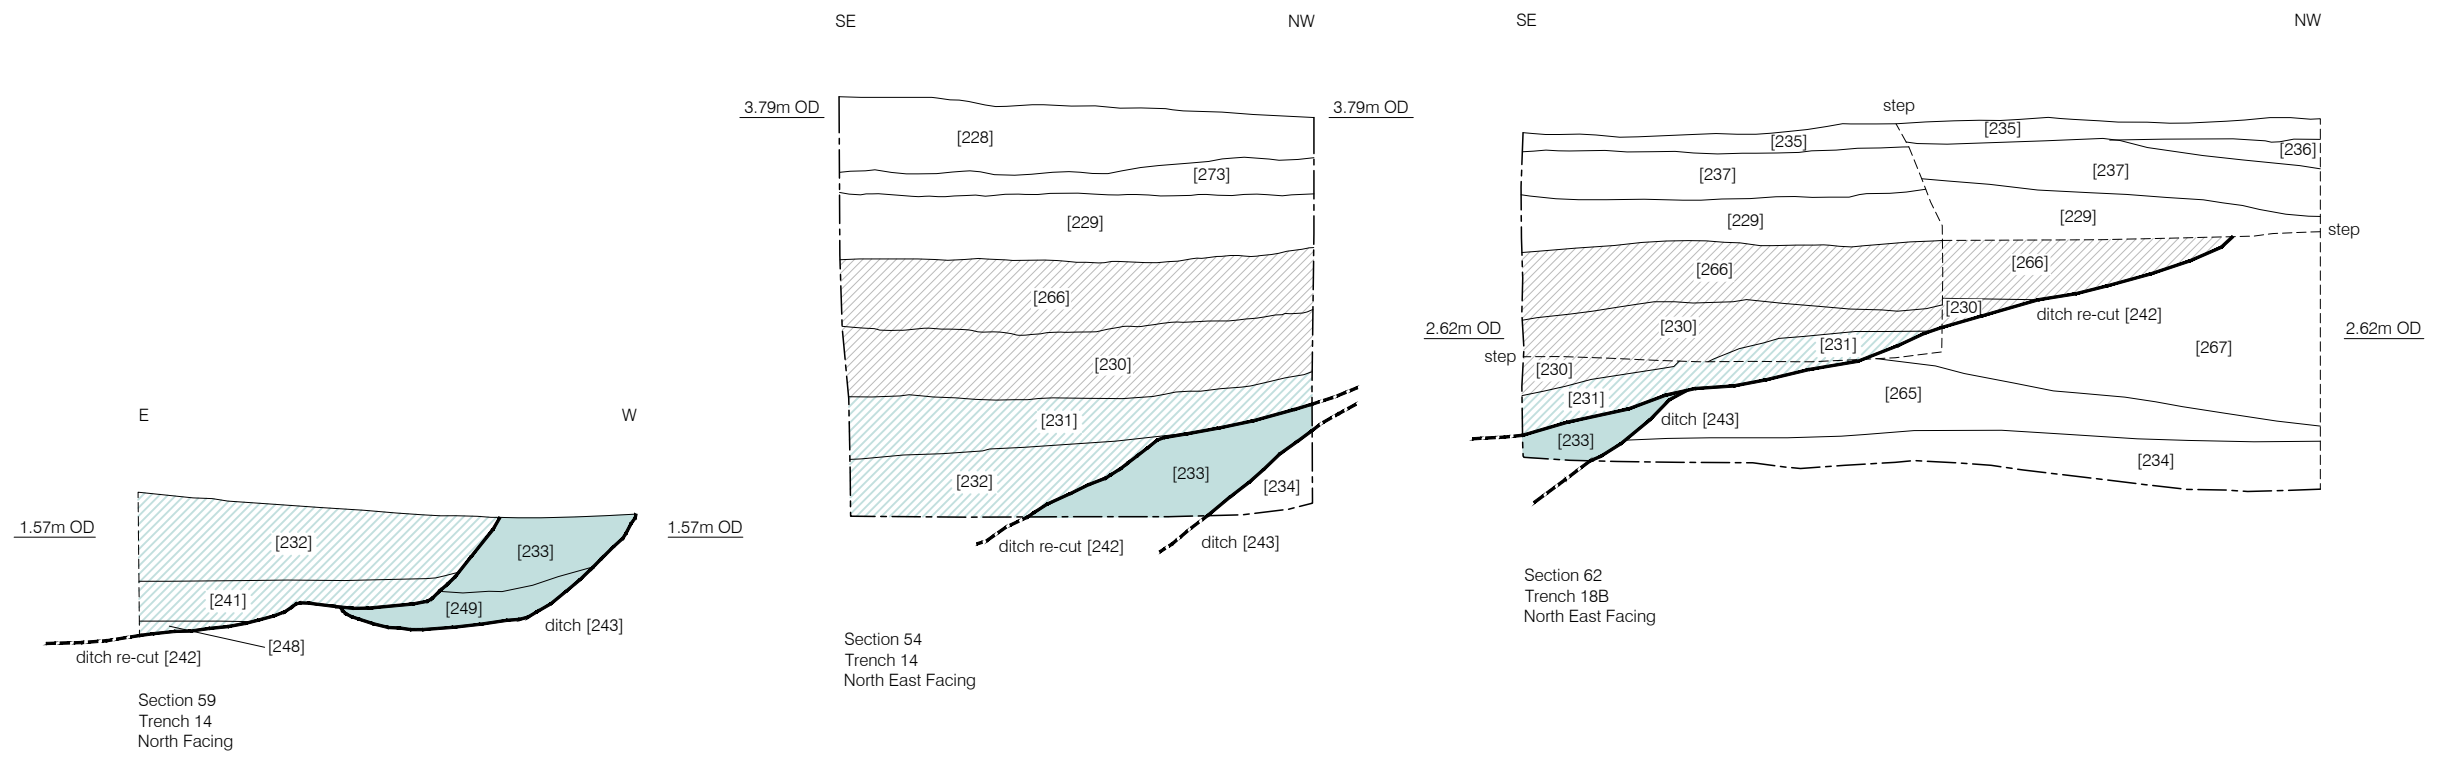 E
W
1.57m OD
1.57m OD
[232]
[233]
[241]
[249]
[248]
ditch [243]
ditch re-cut [242]
Section 59
Trench 14
North Facing
SE
NW
3.79m OD
3.79m OD
[228]
[273]
[229]
[266]
[230]
[231]
[232]
[233]
[234]
ditch re-cut [242]
ditch [243]
Section 54
Trench 14
North East Facing
SE
NW
step
[235]
[235]
[236]
[237]
[237]
[229]
[229]
step
[266]
[266]
[230]
[230]
ditch re-cut [242]
2.62m OD
2.62m OD
[231]
[267]
step
[230]
[265]
[231]
ditch [243]
[233]
[234]
Section 62
Trench 18B
North East Facing